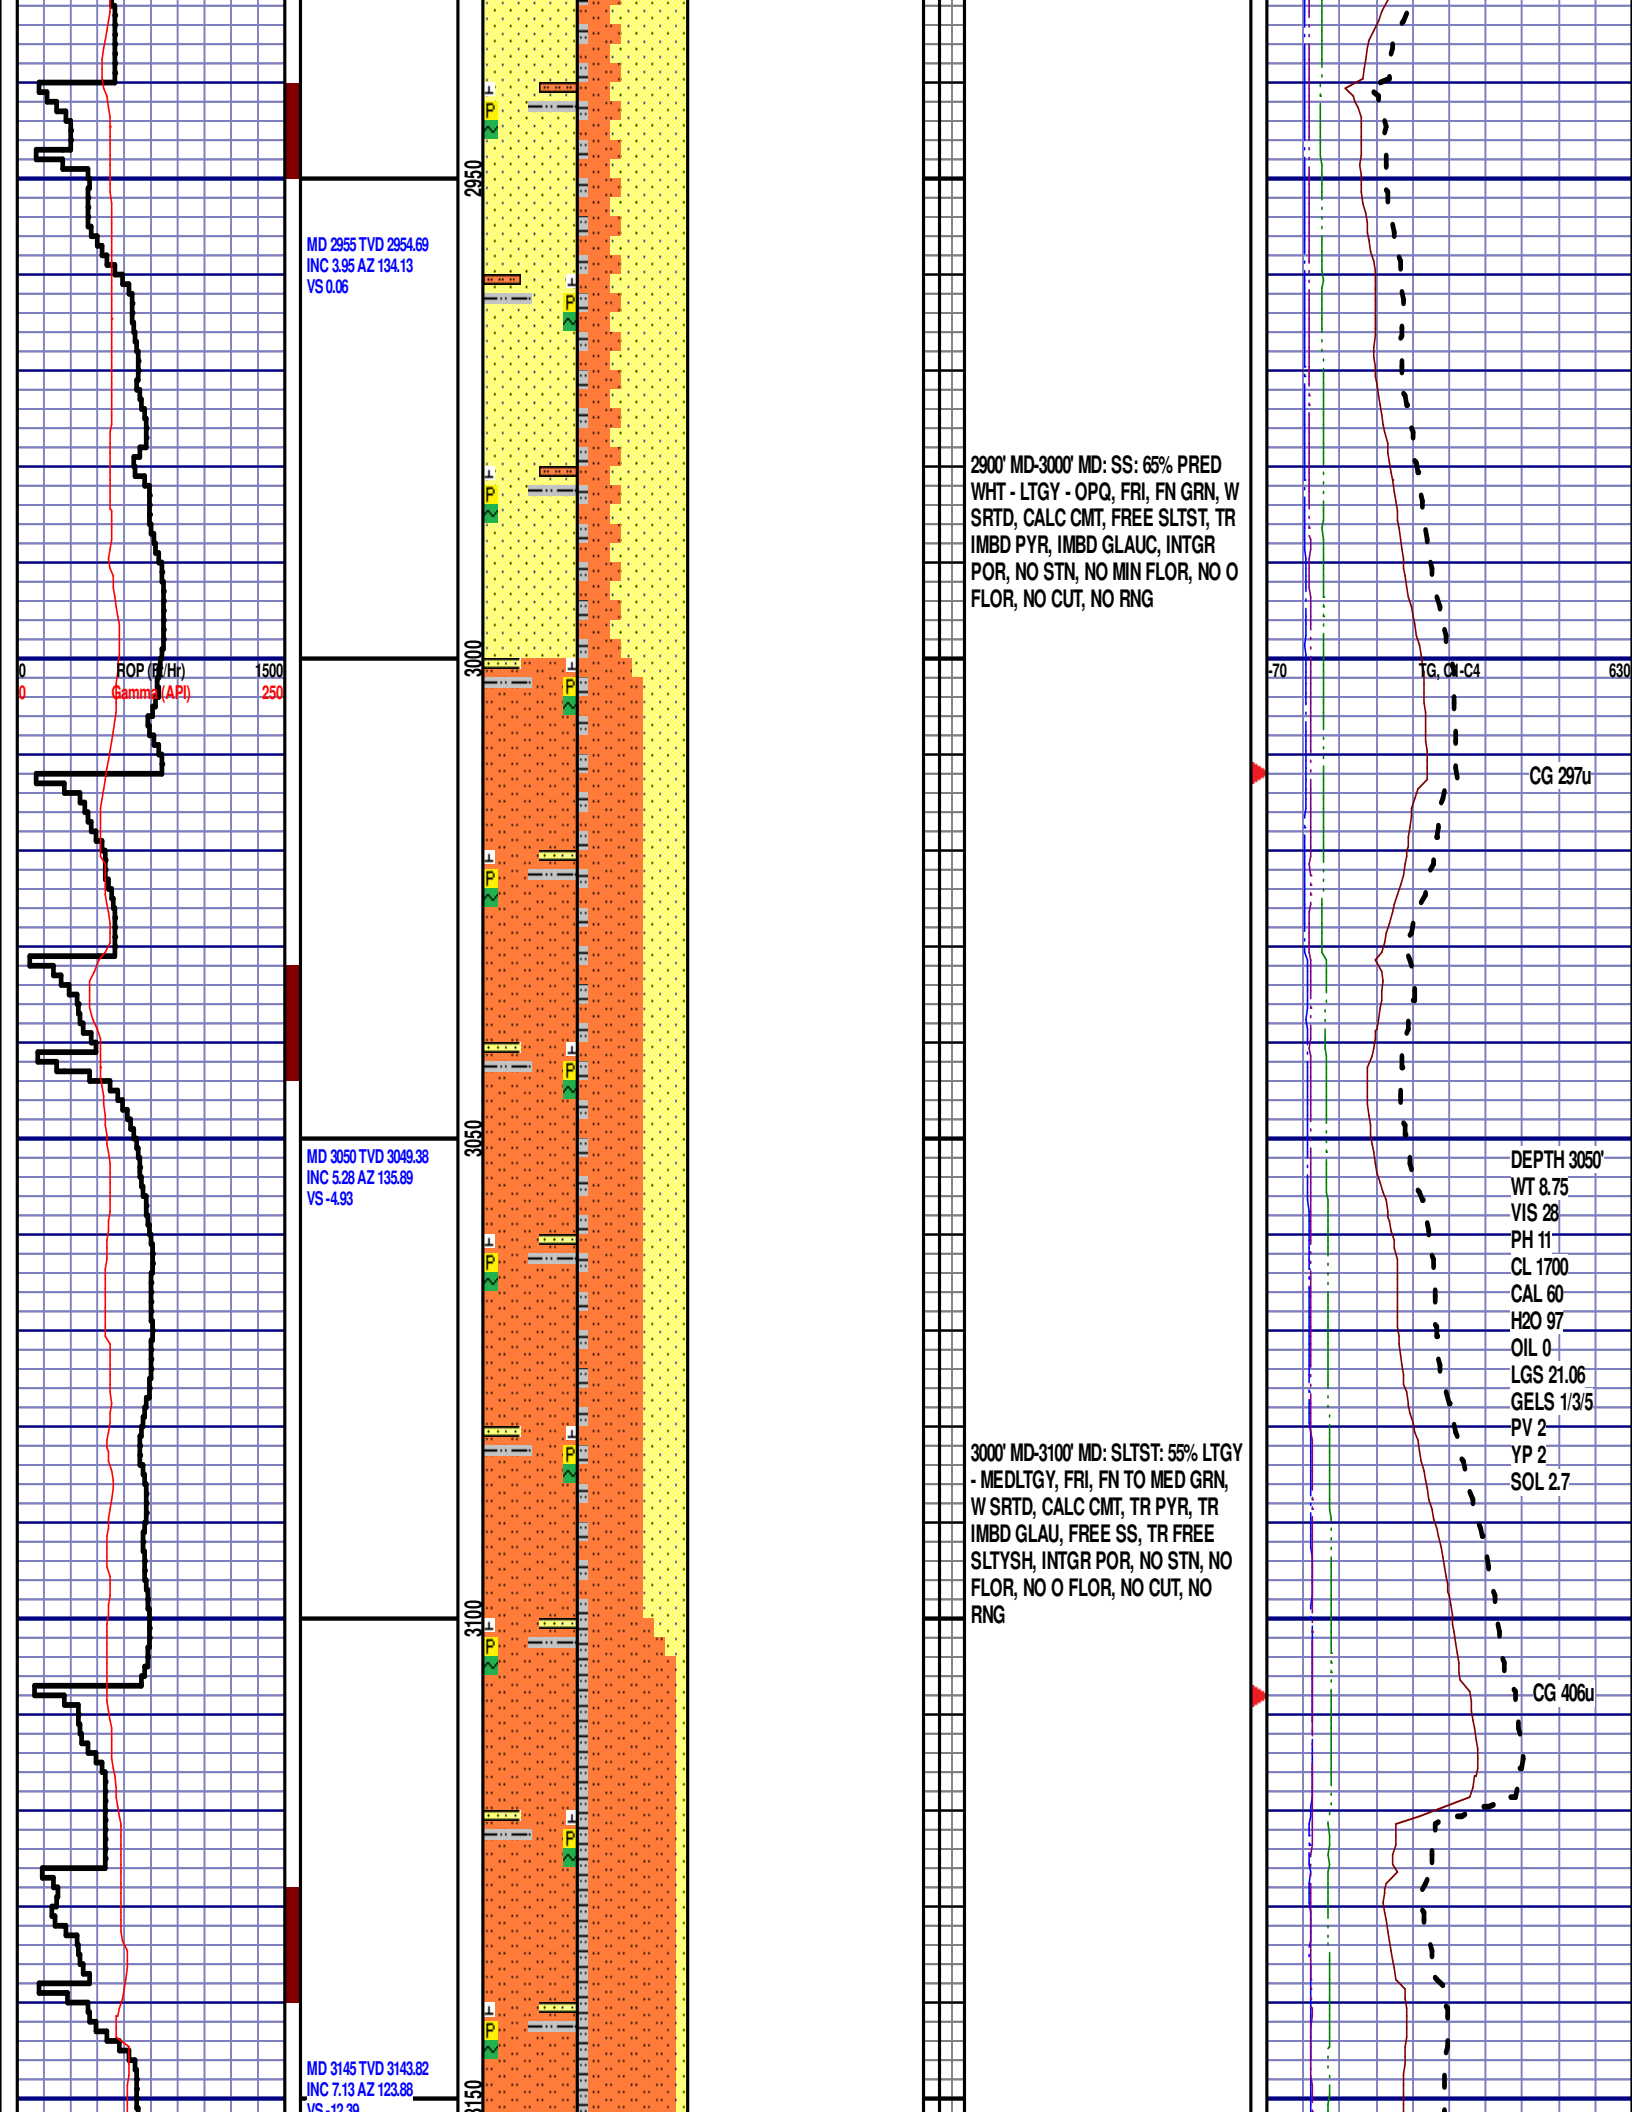 2950
MD 2955 TVD 2954.69
INC 3.95 AZ 134.13
VS 0.06
2900' MD-3000' MD: SS: 65% PRED
WHT - LTGY - OPQ, FRI, FN GRN, W
SRTD, CALC CMT, FREE SLTST, TR
IMBD PYR, IMBD GLAUC, INTGR
POR, NO STN, NO MIN FLOR, NO O
FLOR, NO CUT, NO RNG
3000
0 ROP (Ft/Hr) 1500
0 Gamma (API) 250
-70 TG, C1-C4 630
CG 297u
3050
MD 3050 TVD 3049.38
INC 5.28 AZ 135.89
VS -4.93
DEPTH 3050'
WT 8.75
VIS 28
PH 11
CL 1700
CAL 60
H2O 97
OIL 0
LGS 21.06
GELS 1/3/5
PV 2
YP 2
SOL 2.7
3000' MD-3100' MD: SLTST: 55% LTGY
- MEDLTGY, FRI, FN TO MED GRN,
W SRTD, CALC CMT, TR PYR, TR
IMBD GLAU, FREE SS, TR FREE
SLTYSH, INTGR POR, NO STN, NO
FLOR, NO O FLOR, NO CUT, NO
RNG
3100
CG 406u
MD 3145 TVD 3143.82
INC 7.13 AZ 123.88
VS -12.39
3150
P
P
P
P
P
P
P
P
P
P
P